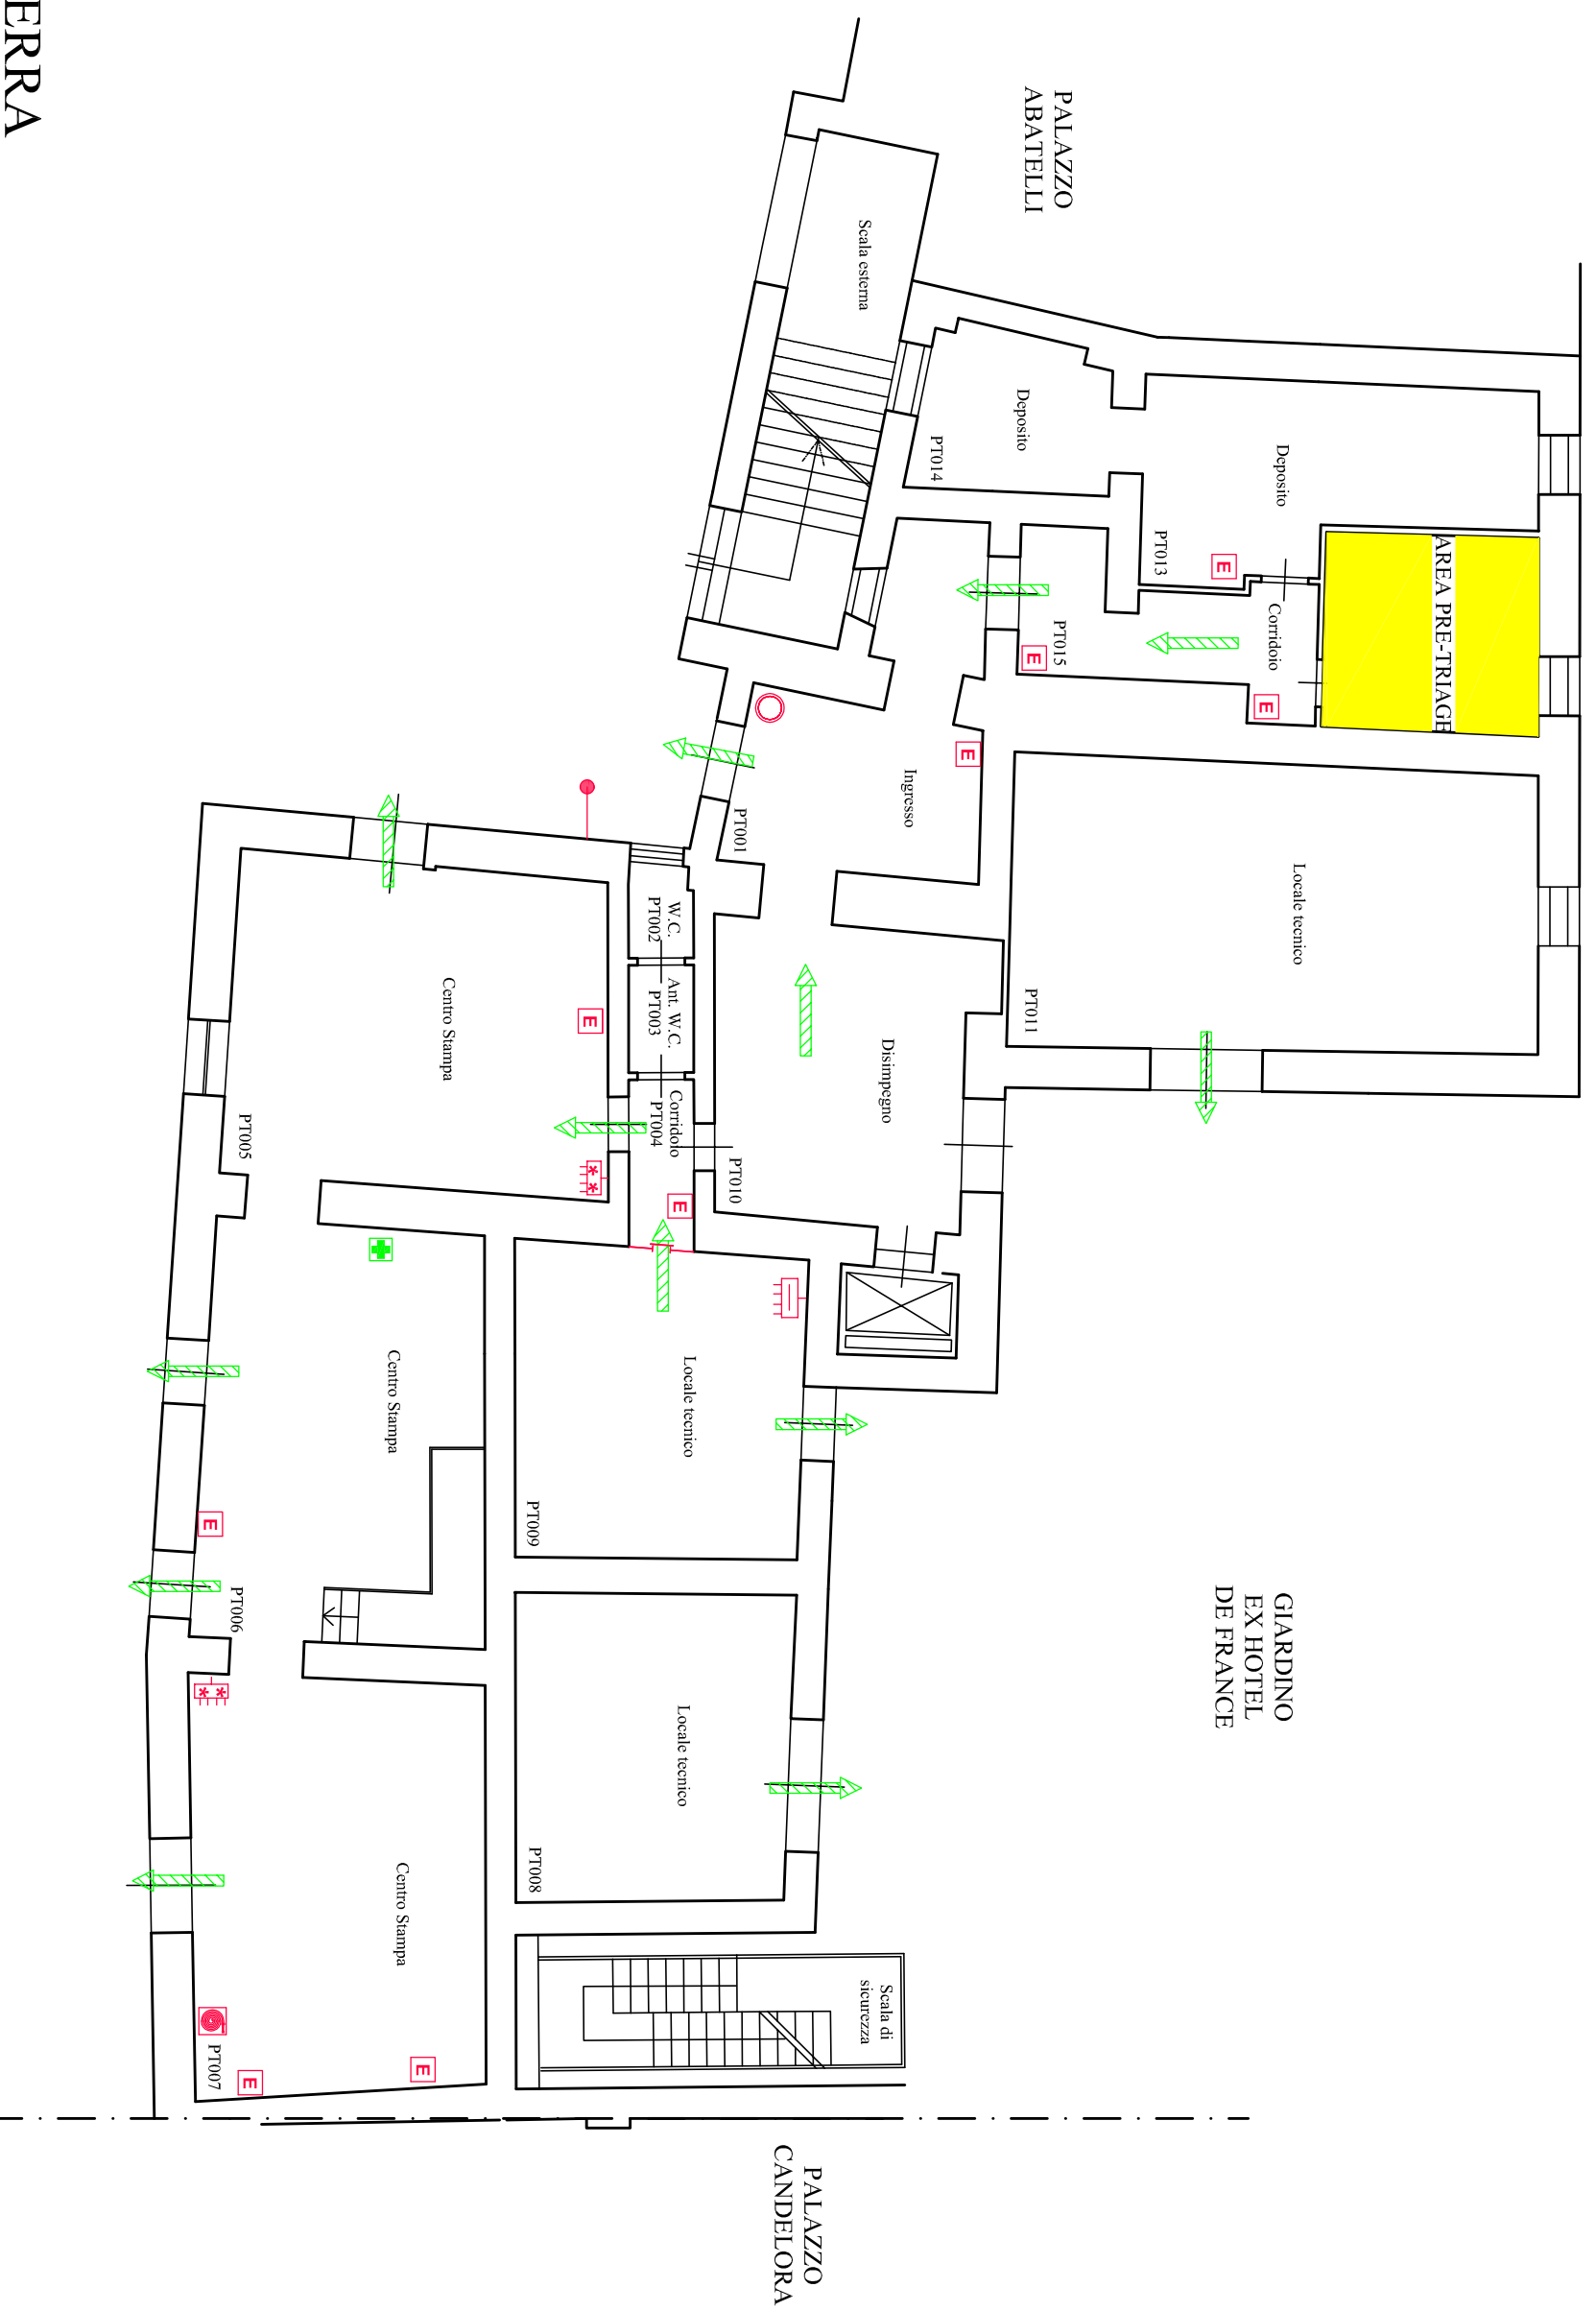 ERRA
PALAZZO
ABATELLI
Scala esterna
Deposito
PT014
Deposito
PT013
AREA PRE-TRIAGE
Corridoio
PT015
E
E
E
E
Ingresso
PT001
Locale tecnico
PT011
W.C.
PT002
Ant. W.C.
PT003
Corridoio
PT004
E
Disimpegno
PT010
Centro Stampa
PT005
E
Centro Stampa
PT006
E
Locale tecnico
PT009
Locale tecnico
PT008
Centro Stampa
PT007
E
E
Scala di
sicurezza
GIARDINO
EX HOTEL
DE FRANCE
PALAZZO
CANDELORA